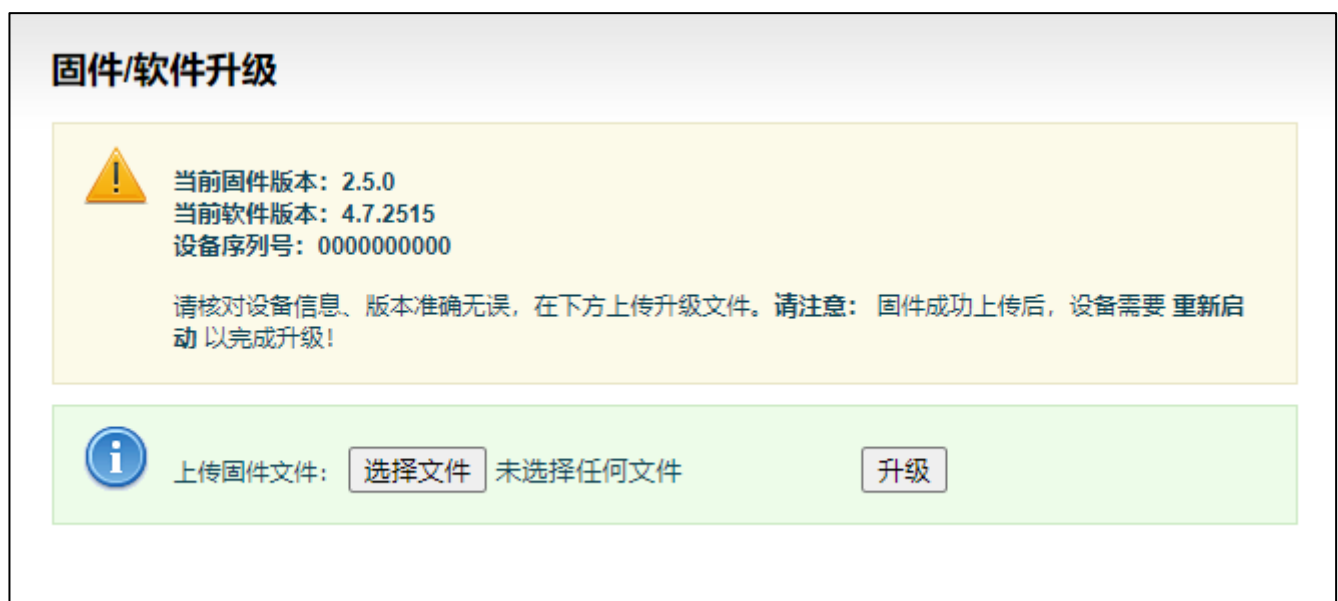 固件/软件升级
当前固件版本：2.5.0
当前软件版本：4.7.2515
设备序列号：0000000000
请核对设备信息、版本准确无误，在下方上传升级文件。请注意： 固件成功上传后，设备需要 重新启
动 以完成升级！
上传固件文件： 选择文件 未选择任何文件 升级